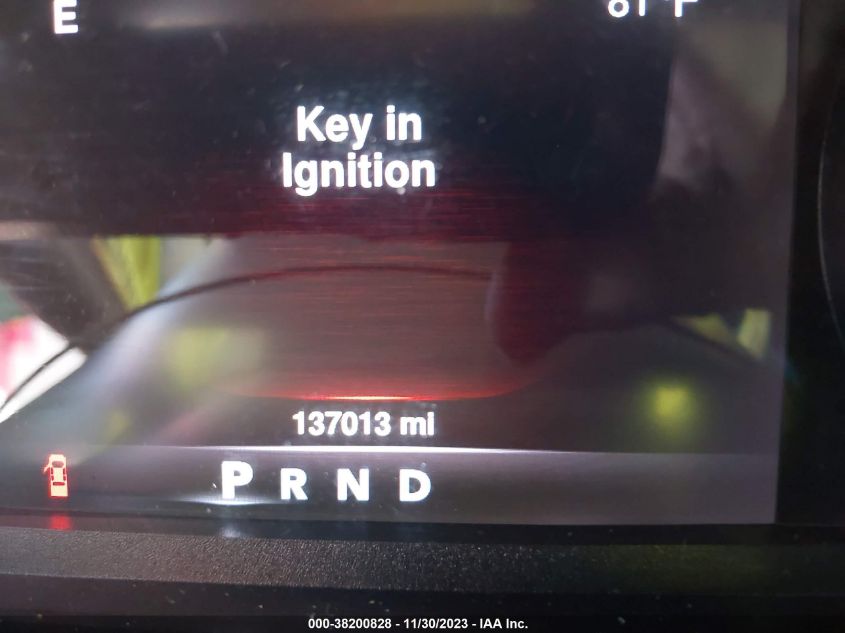 E
Key in
Ignition
137013 mi
P R N D
000-38200828 - 11/30/2023 - IAA Inc.